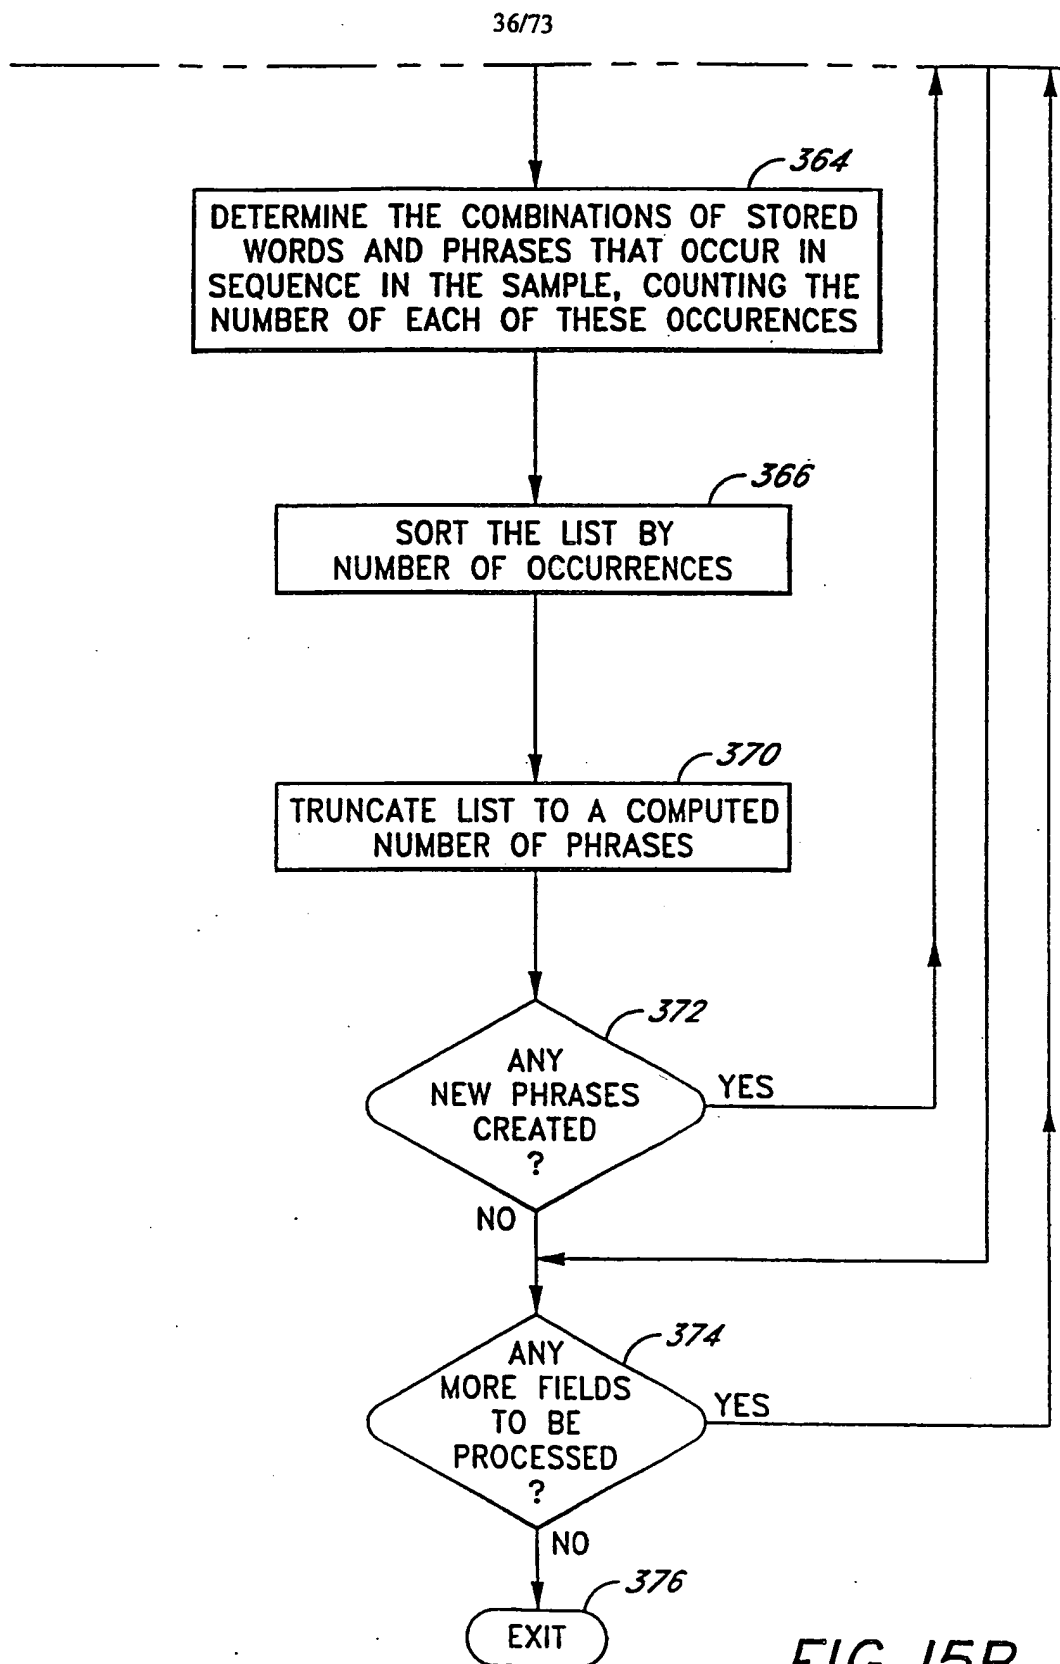 36/73
364
DETERMINE THE COMBINATIONS OF STORED
WORDS AND PHRASES THAT OCCUR IN
SEQUENCE IN THE SAMPLE, COUNTING THE
NUMBER OF EACH OF THESE OCCURENCES
366
SORT THE LIST BY
NUMBER OF OCCURRENCES
370
TRUNCATE LIST TO A COMPUTED
NUMBER OF PHRASES
372
ANY
NEW PHRASES
CREATED
?
YES
NO
374
ANY
MORE FIELDS
TO BE
PROCESSED
?
YES
NO
376
EXIT
FIG. 15B